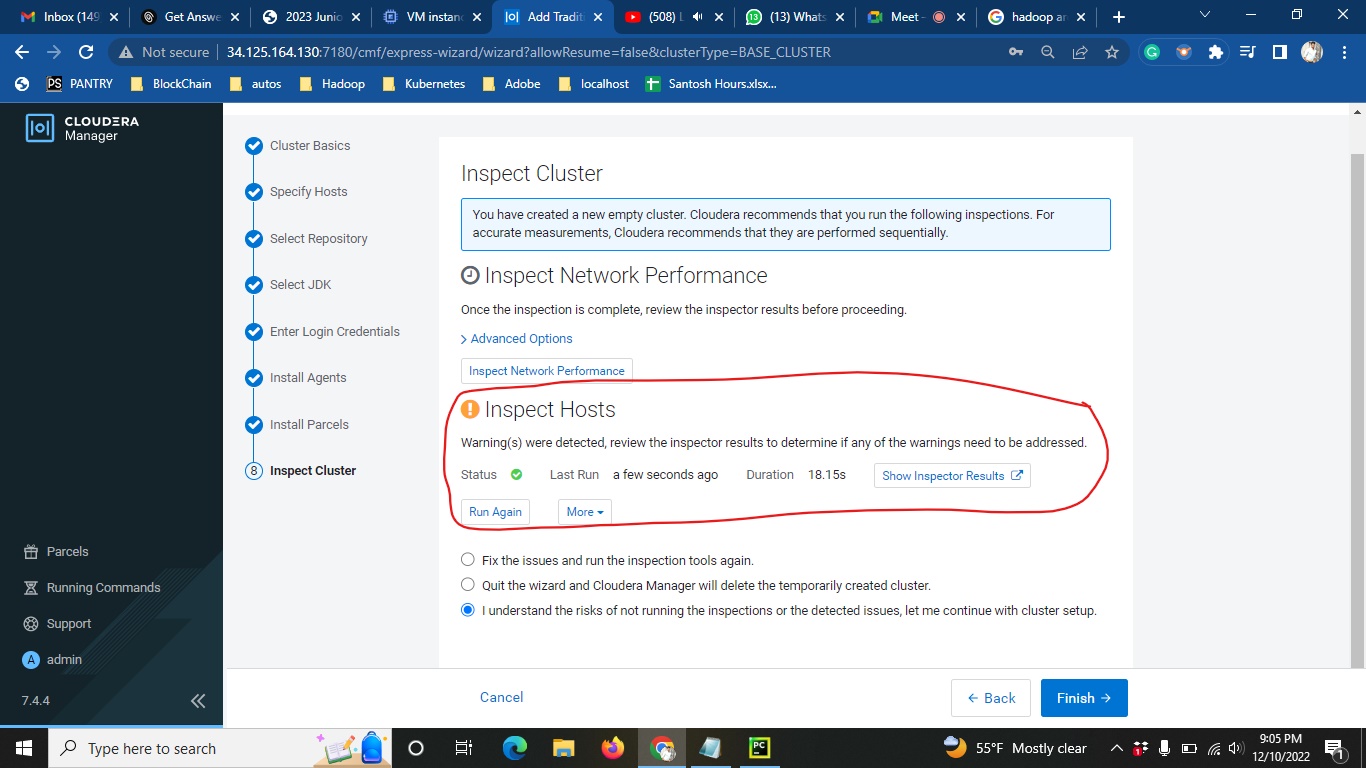 Inbox (149
Get Answe
2023 Junio
VM instanc
Add Traditi
(508) L
(13) Whats
Meet -
hadoop an
Not secure
34.125.164.130:7180/cmf/express-wizard/wizard?allowResume=false&clusterType=BASE_CLUSTER
PS PANTRY
BlockChain
autos
Hadoop
Kubernetes
Adobe
localhost
Santosh Hours.xlsx...
CLOUDERA
Manager
Cluster Basics
Specify Hosts
Select Repository
Select JDK
Enter Login Credentials
Install Agents
Install Parcels
8 Inspect Cluster
Parcels
Running Commands
Support
A admin
7.4.4
Inspect Cluster
You have created a new empty cluster. Cloudera recommends that you run the following inspections. For
accurate measurements, Cloudera recommends that they are performed sequentially.
Inspect Network Performance
Once the inspection is complete, review the inspector results before proceeding.
Advanced Options
Inspect Network Performance
Inspect Hosts
Warning(s) were detected, review the inspector results to determine if any of the warnings need to be addressed.
Status Last Run a few seconds ago Duration 18.15s Show Inspector Results
Run Again More
Fix the issues and run the inspection tools again.
Quit the wizard and Cloudera Manager will delete the temporarily created cluster.
I understand the risks of not running the inspections or the detected issues, let me continue with cluster setup.
Cancel
← Back
Finish →
Type here to search
PC
55°F Mostly clear
9:05 PM
12/10/2022
1